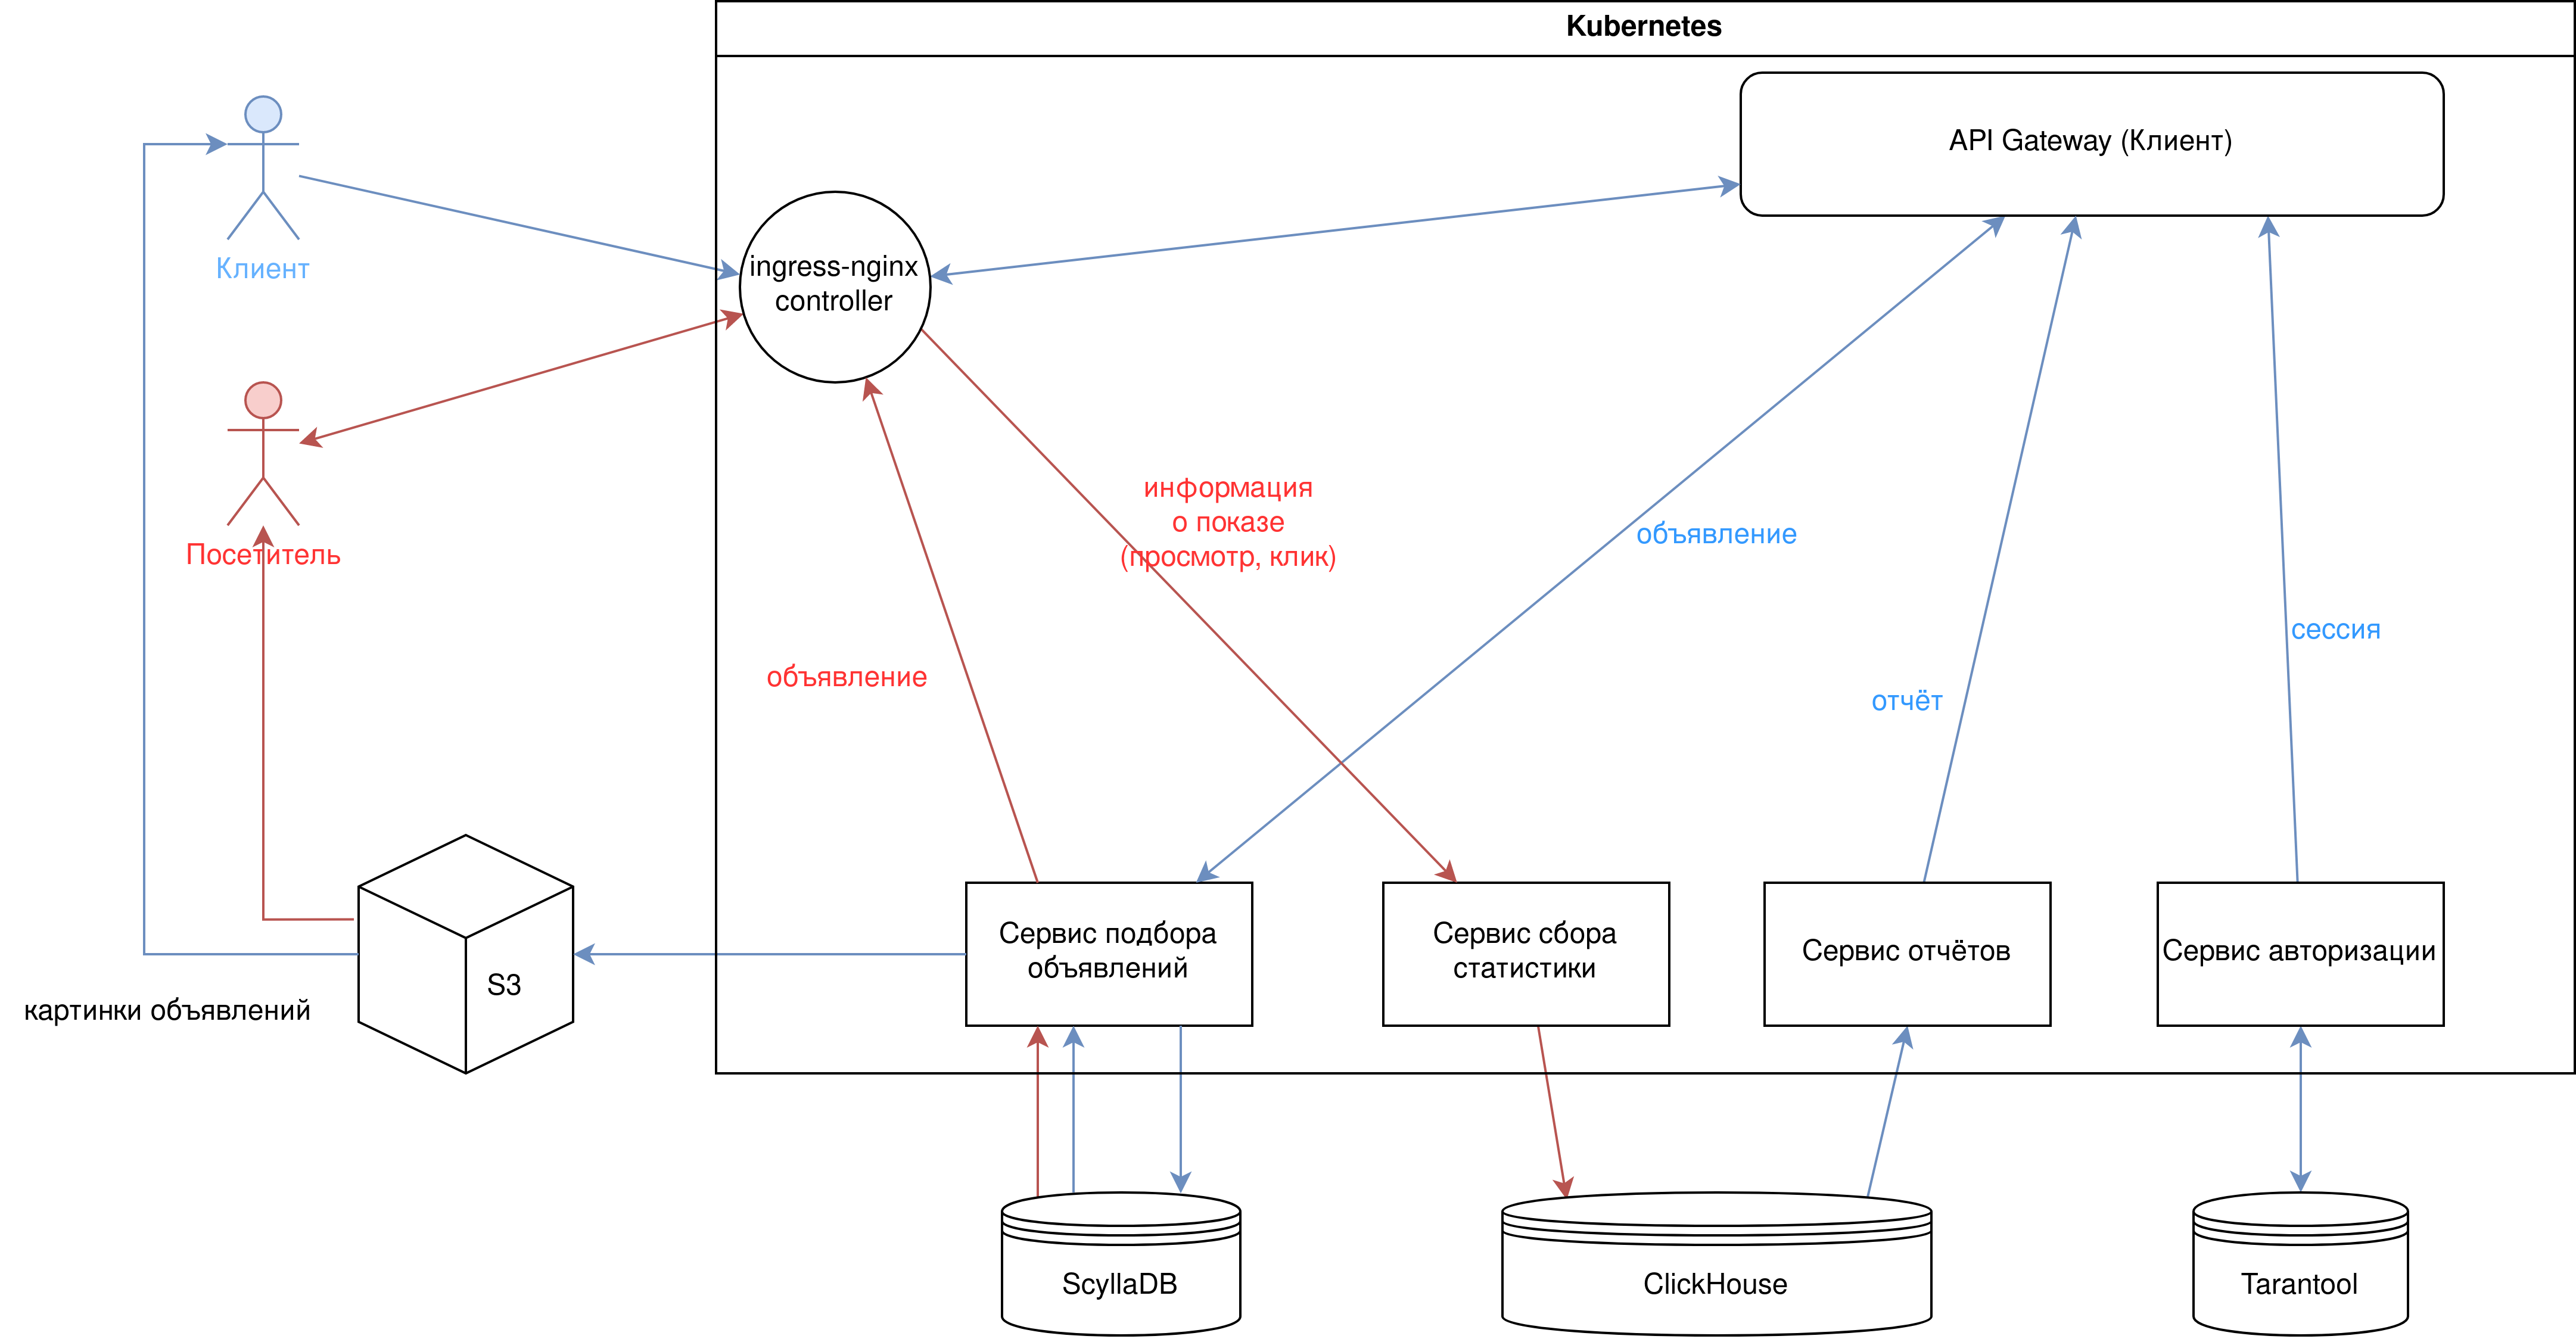 Kubernetes
API Gateway (Клиент)
Клиент
ingress-nginx
controller
Посетитель
информация
о показе
(просмотр, клик)
объявление
объявление
сессия
отчёт
Сервис подбора
объявлений
Сервис сбора
статистики
Сервис отчётов
Сервис авторизации
S3
картинки объявлений
ScyllaDB
ClickHouse
Tarantool